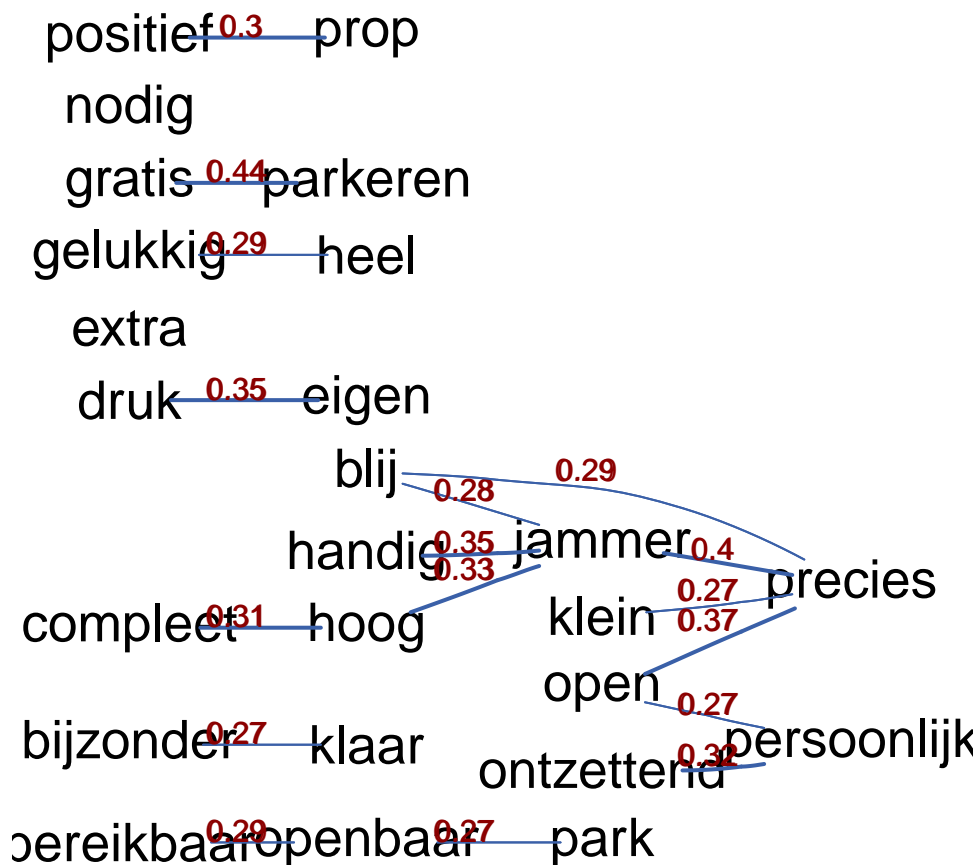 positief 0.3 prop
nodig
gratis 0.44 parkeren
gelukkig 0.29 heel
extra
druk 0.35 eigen
blij 0.29
0.28
handig 0.35 jammer 0.4
0.33 precies
compleet 0.31 hoog klein 0.27
0.37
open
0.27
bijzonder 0.27 klaar persoonlijk
ontzettend 0.32
bereikbaar 0.29 openbaar 0.27 park